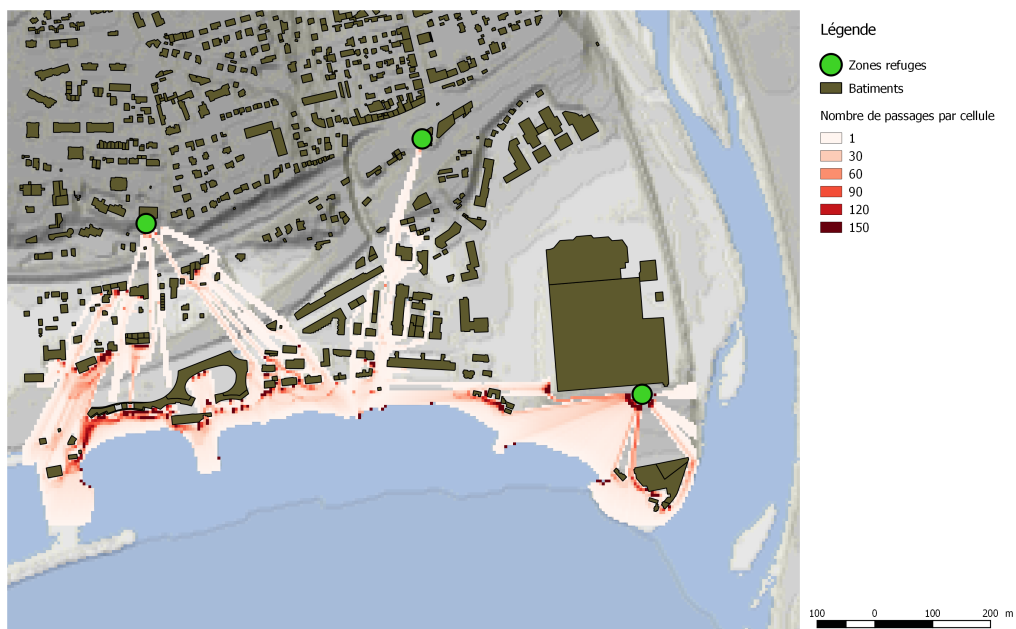 Légende
Zones refuges
Batiments
Nombre de passages par cellule
1
30
60
90
120
150
100 0 100 200 m